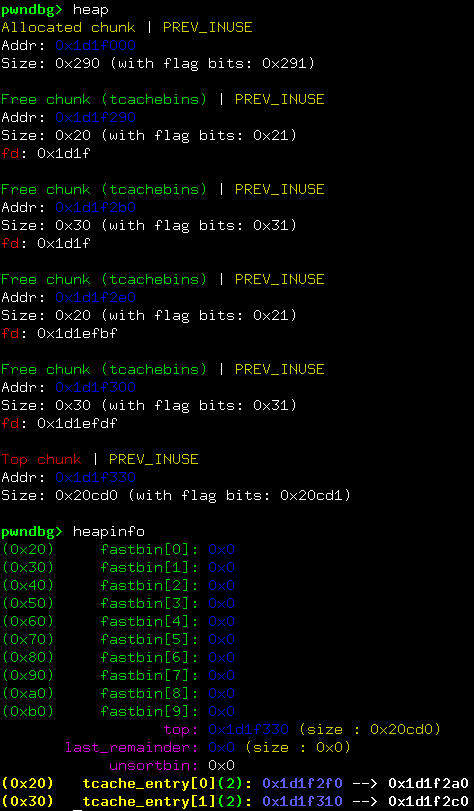 pwndbg> heap
Allocated chunk | PREV_INUSE
Addr: 0x1d1f000
Size: 0x290 (with flag bits: 0x291)
Free chunk (tcachebins) | PREV_INUSE
Addr: 0x1d1f290
Size: 0x20 (with flag bits: 0x21)
fd: 0x1d1f
Free chunk (tcachebins) | PREV_INUSE
Addr: 0x1d1f2b0
Size: 0x30 (with flag bits: 0x31)
fd: 0x1d1f
Free chunk (tcachebins) | PREV_INUSE
Addr: 0x1d1f2e0
Size: 0x20 (with flag bits: 0x21)
fd: 0x1d1efbf
Free chunk (tcachebins) | PREV_INUSE
Addr: 0x1d1f300
Size: 0x30 (with flag bits: 0x31)
fd: 0x1d1efdf
Top chunk | PREV_INUSE
Addr: 0x1d1f330
Size: 0x20cd0 (with flag bits: 0x20cd1)
pwndbg> heapinfo
(0x20) fastbin[0]: 0x0
(0x30) fastbin[1]: 0x0
(0x40) fastbin[2]: 0x0
(0x50) fastbin[3]: 0x0
(0x60) fastbin[4]: 0x0
(0x70) fastbin[5]: 0x0
(0x80) fastbin[6]: 0x0
(0x90) fastbin[7]: 0x0
(0xa0) fastbin[8]: 0x0
(0xb0) fastbin[9]: 0x0
top: 0x1d1f330 (size : 0x20cd0)
last_remainder: 0x0 (size : 0x0)
unsortbin: 0x0
(0x20) tcache_entry[0](2): 0x1d1f2f0 --> 0x1d1f2a0
(0x30) tcache_entry[1](2): 0x1d1f310 --> 0x1d1f2c0